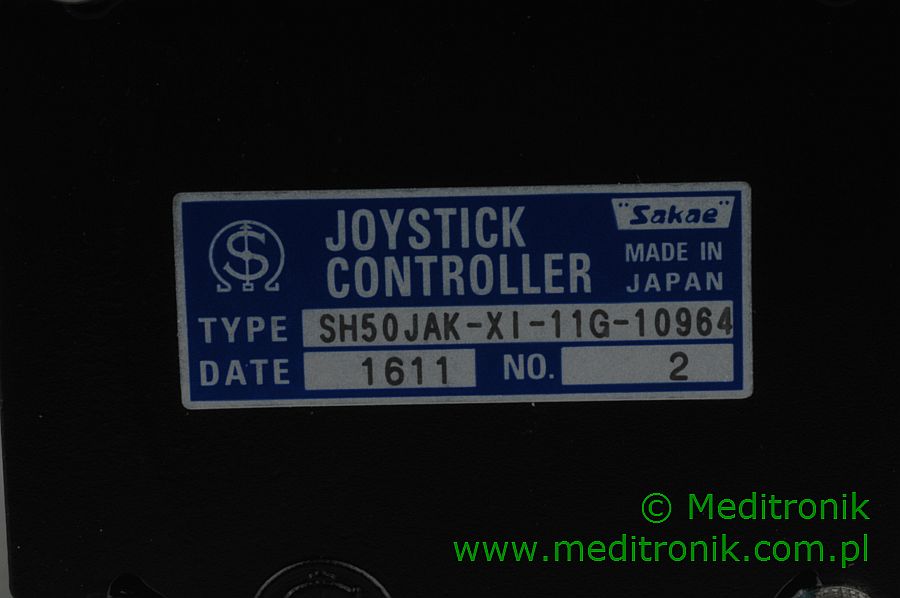 JOYSTICK
CONTROLLER
"Sakae"
MADE IN
JAPAN
TYPE SH50JAK-XI-11G-10964
DATE 1611 NO. 2
© Meditronik
www.meditronik.com.pl